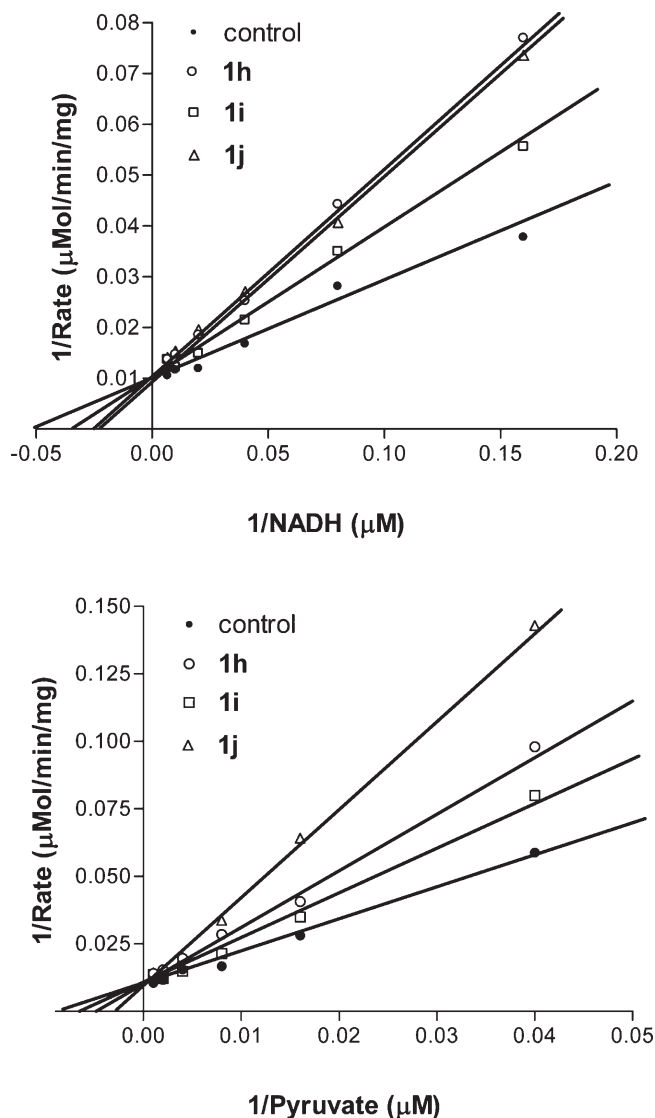 0.08
0.07
0.06
0.05
0.04
0.03
0.02
0.01
1/Rate (μMol/min/mg)
control
1h
1i
1j
-0.05 0.00 0.05 0.10 0.15 0.20
1/NADH (μM)
0.150
0.125
0.100
0.075
0.050
0.025
1/Rate (μMol/min/mg)
control
1h
1i
1j
0.00 0.01 0.02 0.03 0.04 0.05
1/Pyruvate (μM)